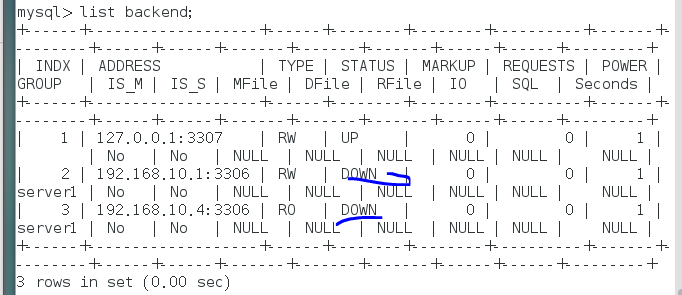 mysql> list backend;
+------+------------------+------+--------+--------+----------+-------+
--------+------+------+-------+-------+-------+------+------+---------+
| INDX | ADDRESS | TYPE | STATUS | MARKUP | REQUESTS | POWER |
GROUP | IS_M | IS_S | MFile | DFile | RFile | IO | SQL | Seconds |
+------+------------------+------+--------+--------+----------+-------+
--------+------+------+-------+-------+-------+------+------+---------+
| 1 | 127.0.0.1:3307 | RW | UP | 0 | 0 | 1 |
| No | No | NULL | NULL | NULL | NULL | NULL | NULL |
| 2 | 192.168.10.1:3306 | RW | DOWN | 0 | 0 | 1 |
server1 | No | No | NULL | NULL | NULL | NULL | NULL | NULL |
| 3 | 192.168.10.4:3306 | RO | DOWN | 0 | 0 | 1 |
server1 | No | No | NULL | NULL | NULL | NULL | NULL | NULL |
+------+------------------+------+--------+--------+----------+-------+
--------+------+------+-------+-------+-------+------+------+---------+
3 rows in set (0.00 sec)